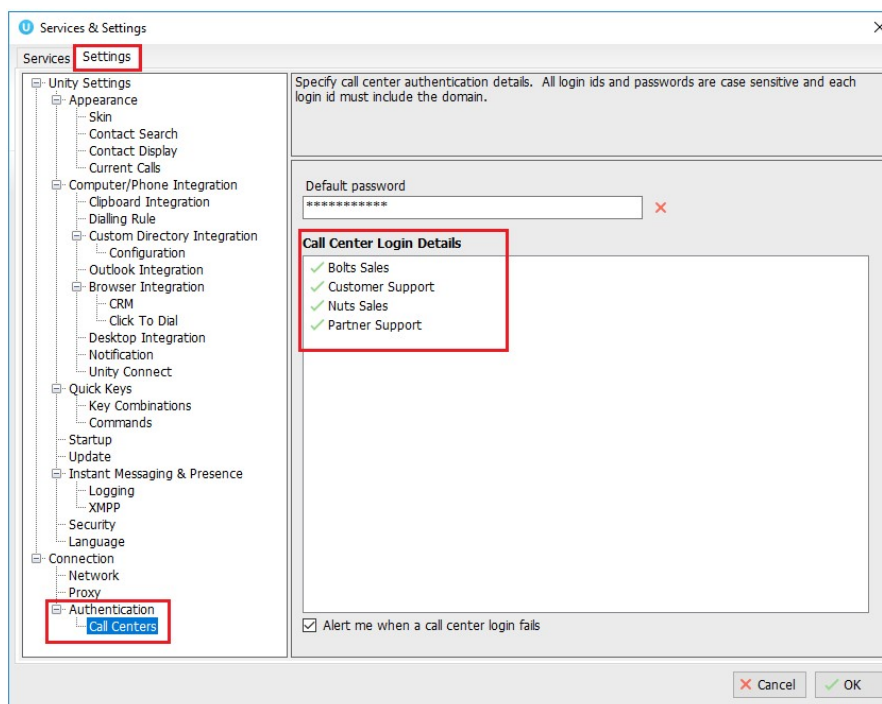 Services & Settings
Services Settings
Unity Settings
Appearance
Skin
Contact Search
Contact Display
Current Calls
Computer/Phone Integration
Clipboard Integration
Dialling Rule
Custom Directory Integration
Configuration
Outlook Integration
Browser Integration
CRM
Click To Dial
Desktop Integration
Notification
Unity Connect
Quick Keys
Key Combinations
Commands
Startup
Update
Instant Messaging & Presence
Logging
XMPP
Security
Language
Connection
Network
Proxy
Authentication
Call Centers
Specify call center authentication details. All login ids and passwords are case sensitive and each
login id must include the domain.
Default password
***********
Call Center Login Details
Bolts Sales
Customer Support
Nuts Sales
Partner Support
Alert me when a call center login fails
Cancel OK